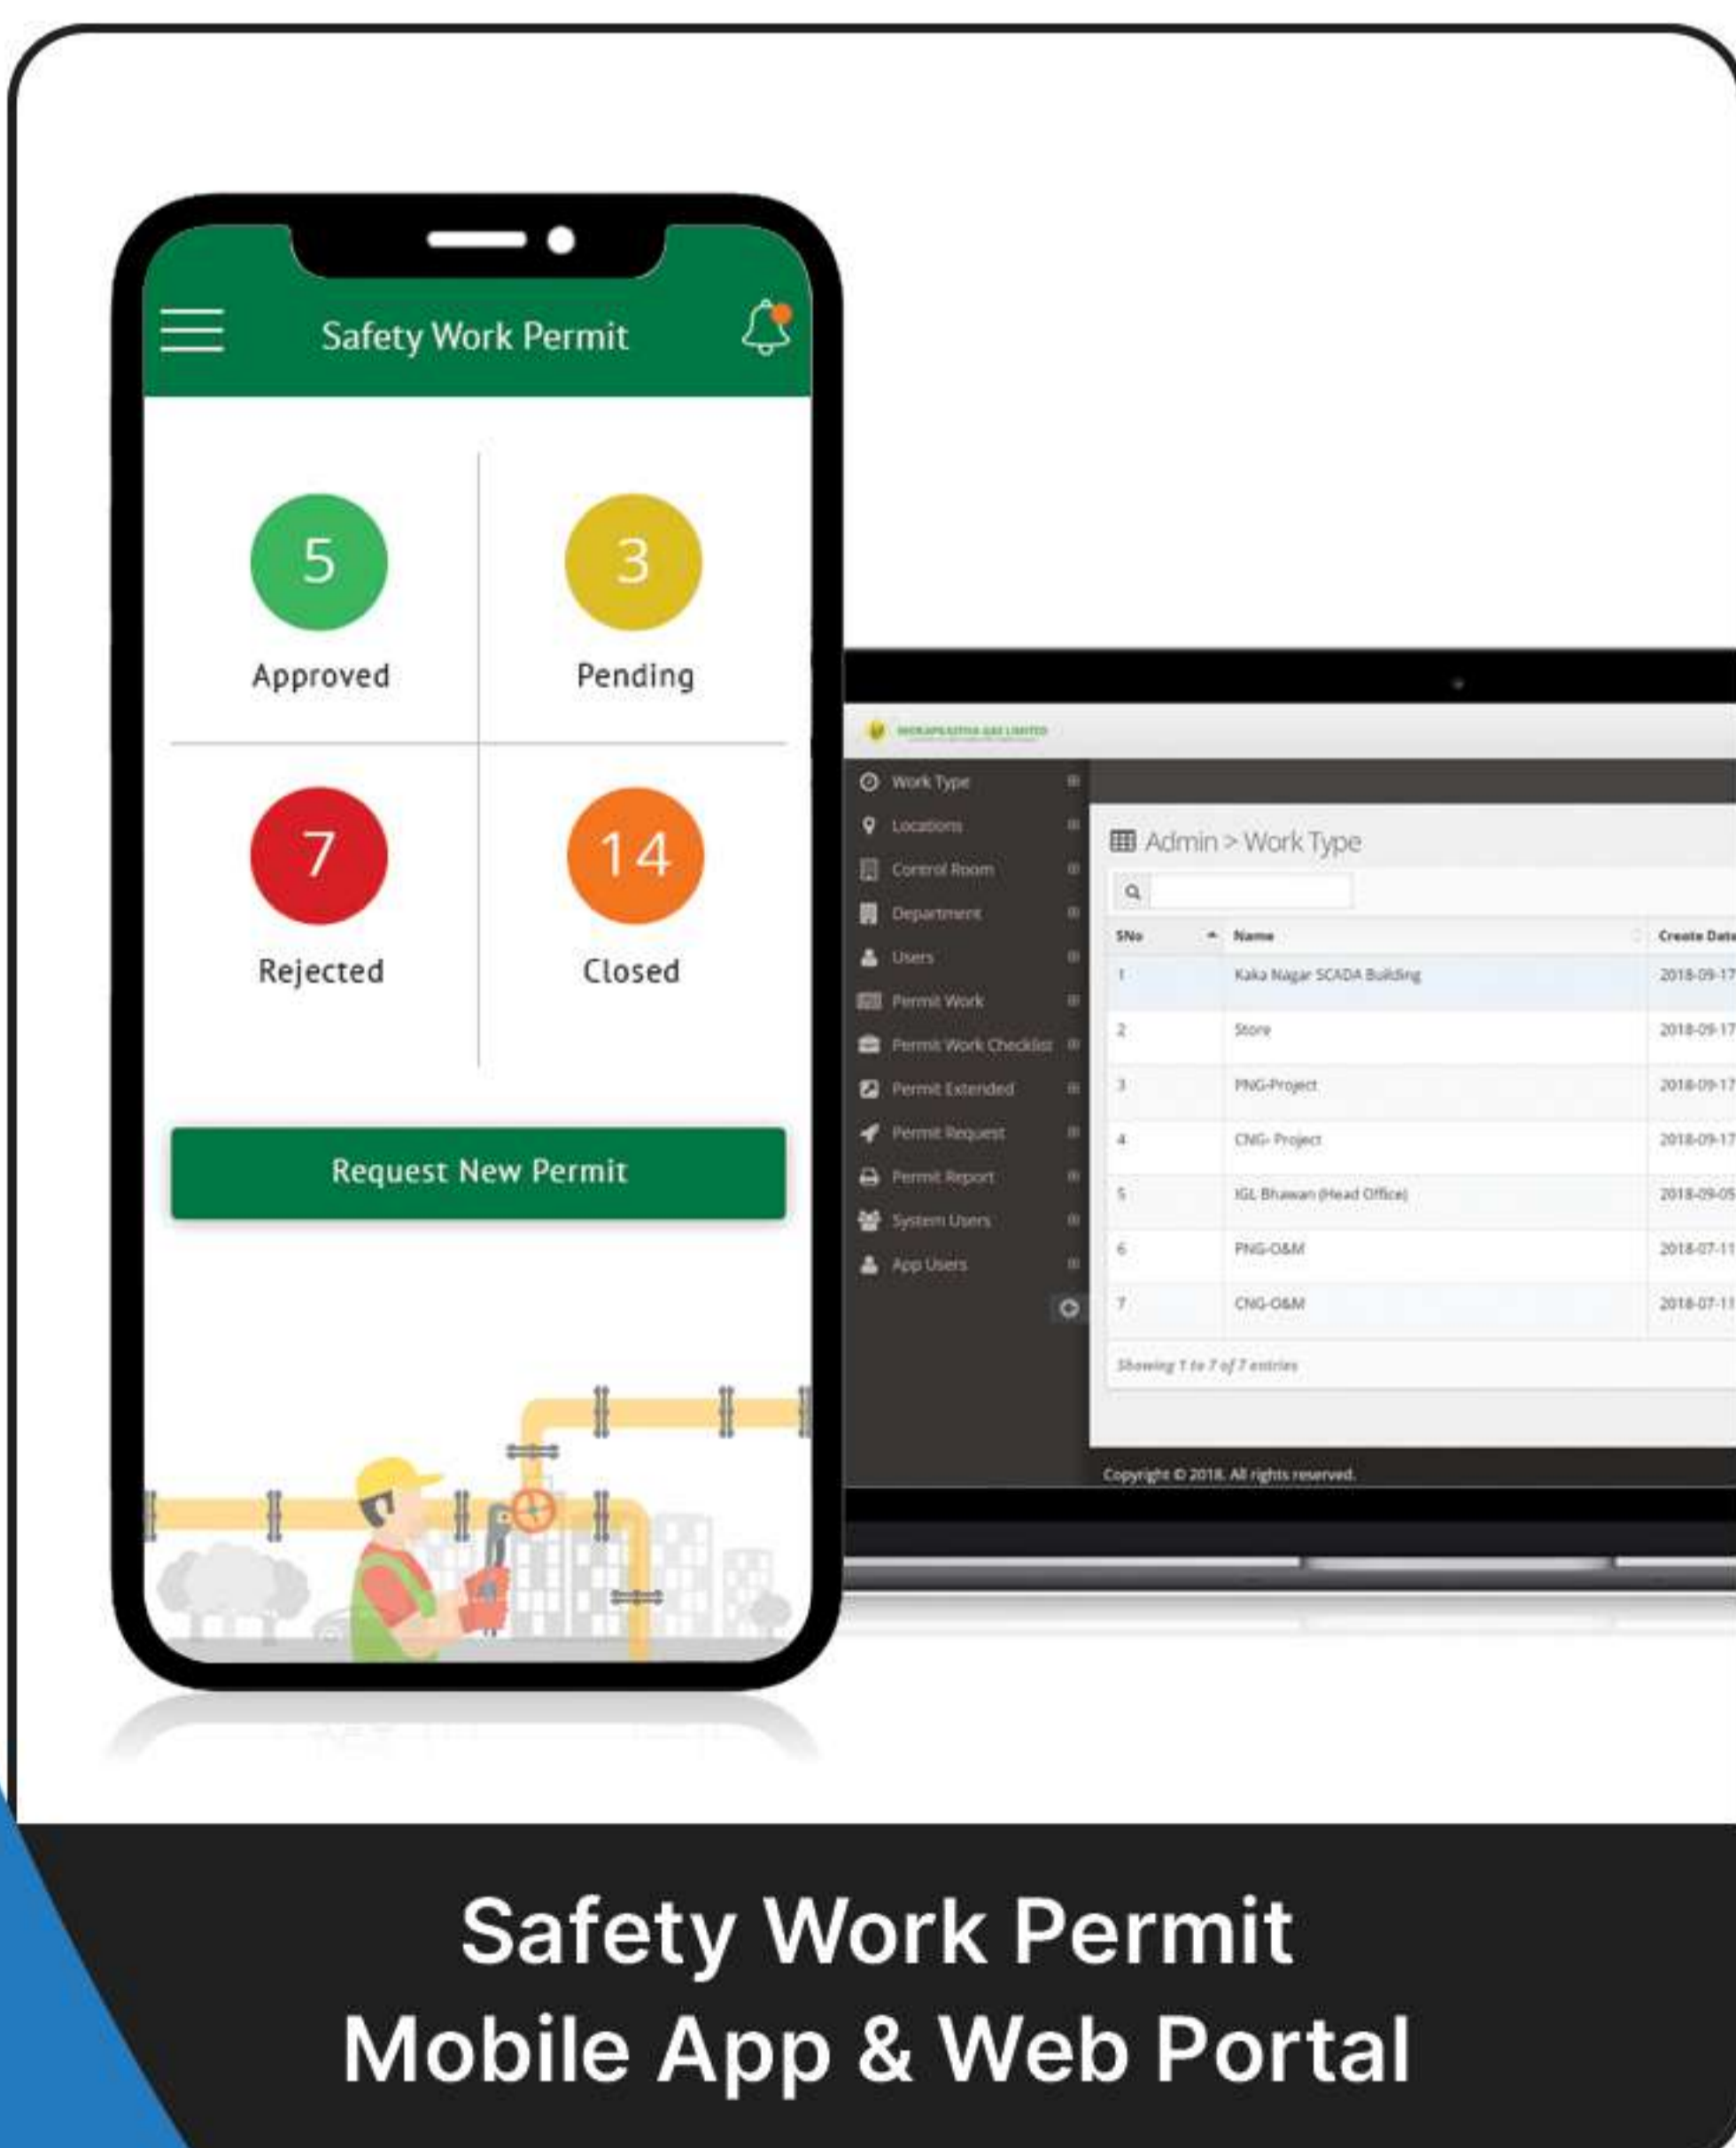 Safety Work Permit
5
3
Approved
Pending
7
14
Rejected
Closed
Request New Permit
GAS LIMITED
Work Type
Locations
Control Room
Department
Users
Permit Work
Permit Work Checklist
Permit Extended
Permit Request
Permit Report
System Users
App Users
Admin > Work Type
SNo Name Create Date
1 Kaka Nagar SCADA Building 2018-09-17
2 Store 2018-09-17
3 PNG-Project 2018-09-17
4 CNG- Project 2018-09-17
5 IGL Bhawan (Head Office) 2018-09-05
6 PNG-O&M 2018-07-11
7 CNG-O&M 2018-07-11
Showing 1 to 7 of 7 entries
Copyright © 2018. All rights reserved.
Safety Work Permit
Mobile App & Web Portal